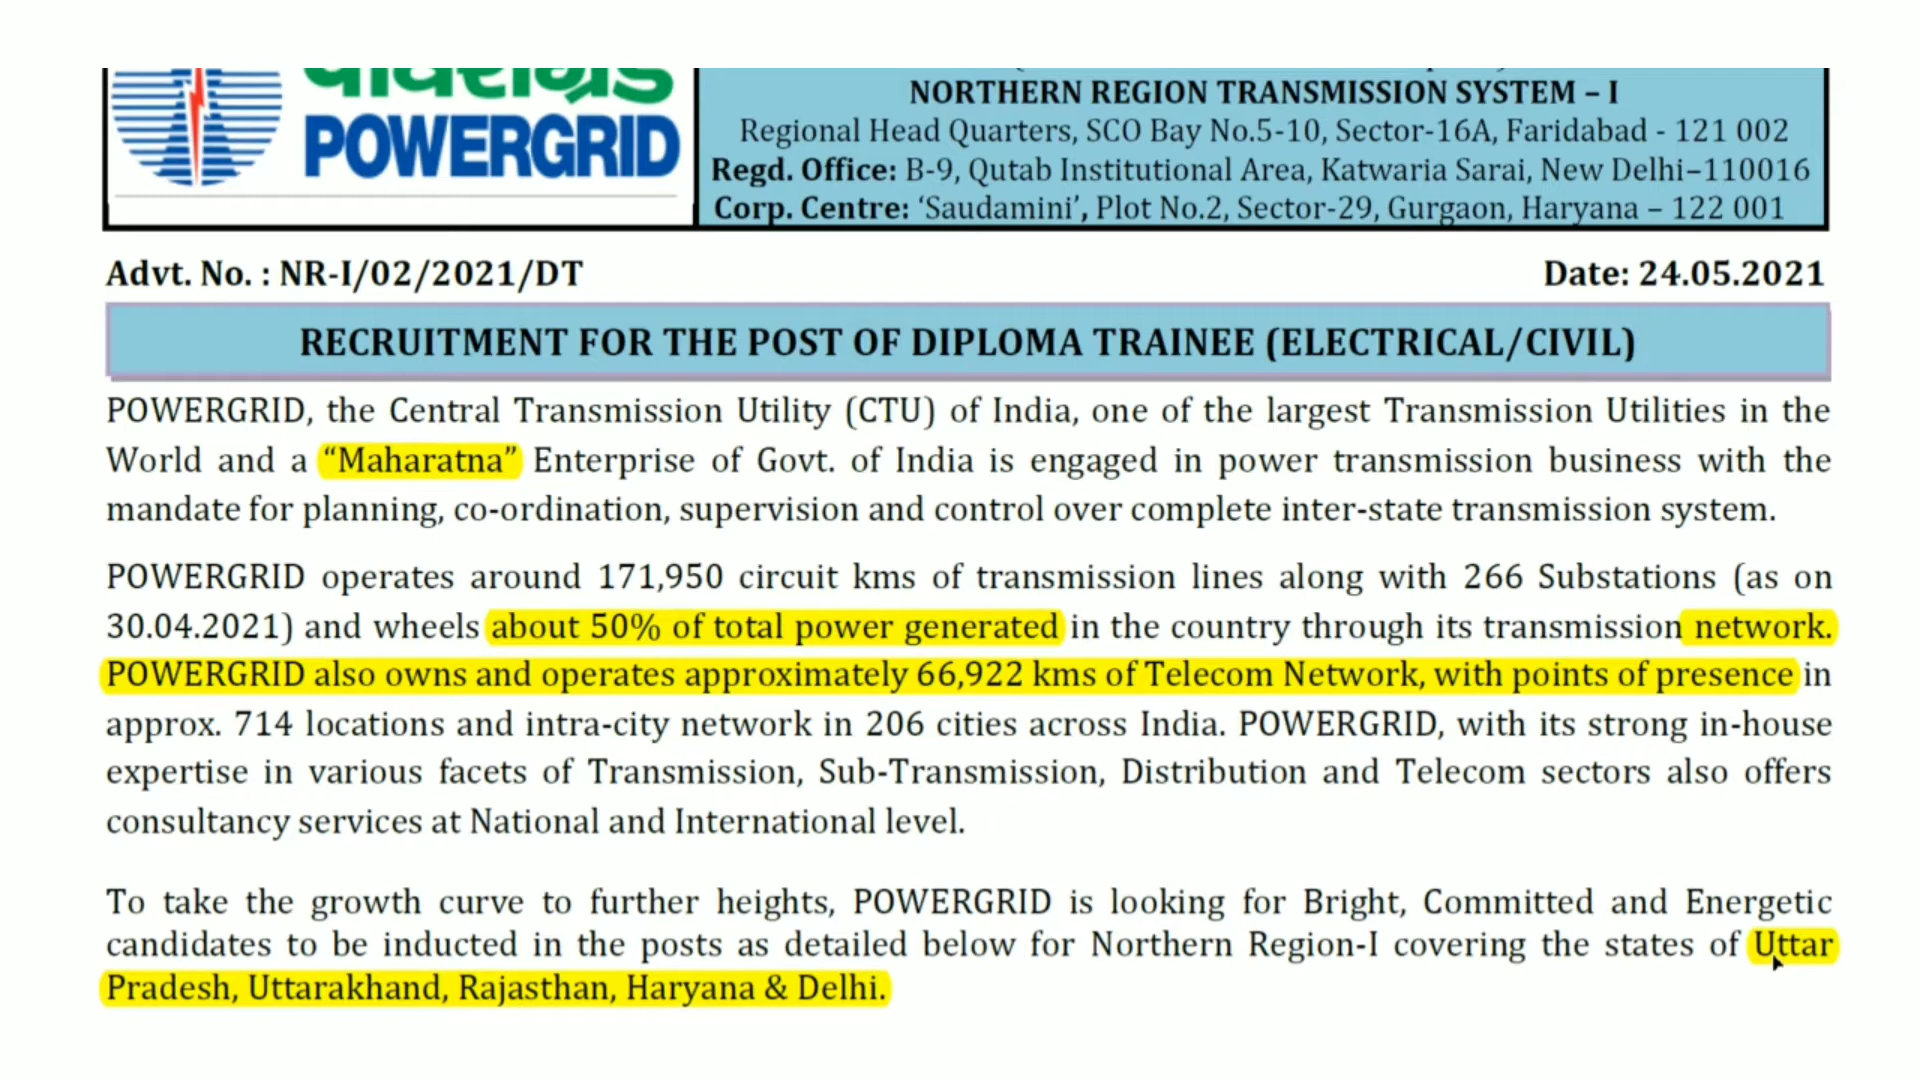 पावरग्रिड
POWERGRID
NORTHERN REGION TRANSMISSION SYSTEM – I
Regional Head Quarters, SCO Bay No.5-10, Sector-16A, Faridabad - 121 002
Regd. Office: B-9, Qutab Institutional Area, Katwaria Sarai, New Delhi–110016
Corp. Centre: ‘Saudamini’, Plot No.2, Sector-29, Gurgaon, Haryana – 122 001
Advt. No. : NR-I/02/2021/DT Date: 24.05.2021
RECRUITMENT FOR THE POST OF DIPLOMA TRAINEE (ELECTRICAL/CIVIL)
POWERGRID, the Central Transmission Utility (CTU) of India, one of the largest Transmission Utilities in the
World and a “Maharatna” Enterprise of Govt. of India is engaged in power transmission business with the
mandate for planning, co-ordination, supervision and control over complete inter-state transmission system.
POWERGRID operates around 171,950 circuit kms of transmission lines along with 266 Substations (as on
30.04.2021) and wheels about 50% of total power generated in the country through its transmission network.
POWERGRID also owns and operates approximately 66,922 kms of Telecom Network, with points of presence in
approx. 714 locations and intra-city network in 206 cities across India. POWERGRID, with its strong in-house
expertise in various facets of Transmission, Sub-Transmission, Distribution and Telecom sectors also offers
consultancy services at National and International level.
To take the growth curve to further heights, POWERGRID is looking for Bright, Committed and Energetic
candidates to be inducted in the posts as detailed below for Northern Region-I covering the states of Uttar
Pradesh, Uttarakhand, Rajasthan, Haryana & Delhi.